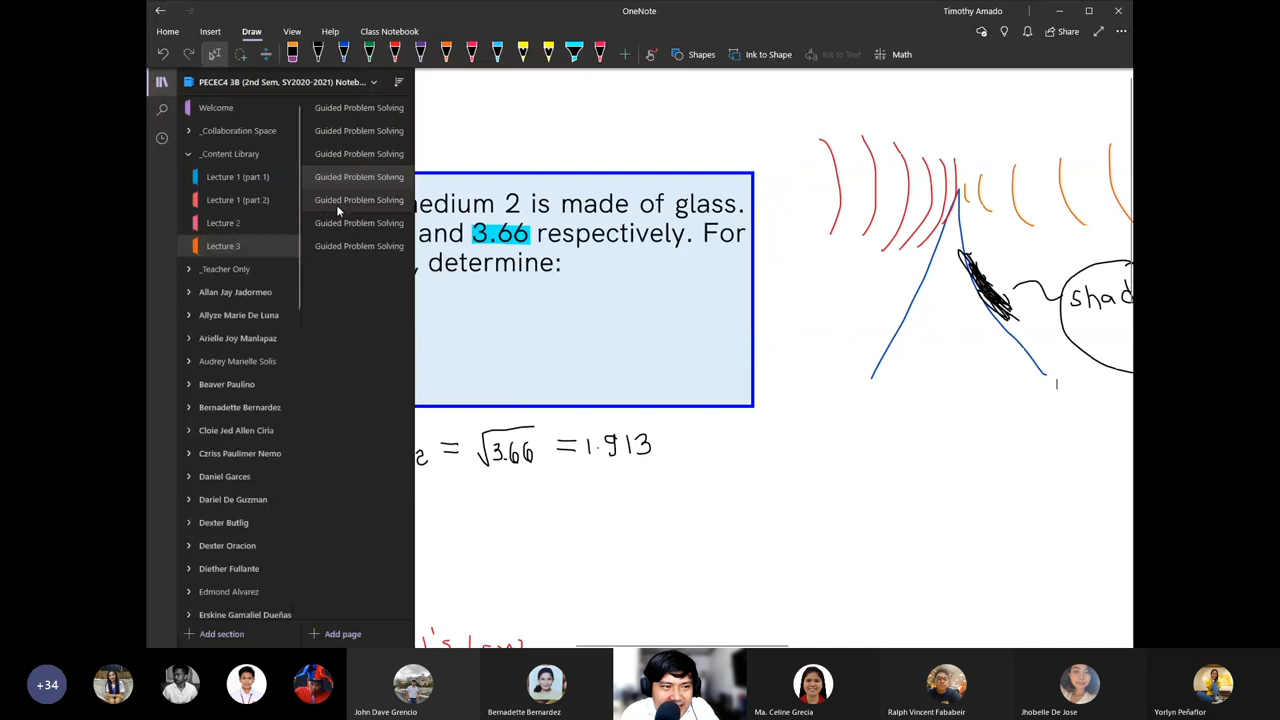 OneNote
Timothy Amado
Home
Insert
Draw
View
Help
Class Notebook
Share
Shapes
Ink to Shape
Ink to Text
Math
PECEC4 3B (2nd Sem, SY2020-2021) Noteb...
Welcome
_Collaboration Space
_Content Library
Lecture 1 (part 1)
Lecture 1 (part 2)
Lecture 2
Lecture 3
_Teacher Only
Allan Jay Jadormeo
Allyze Marie De Luna
Arielle Joy Manlapaz
Audrey Marielle Solis
Beaver Paulino
Bernadette Bernardez
Cloie Jed Allen Ciria
Czriss Paulimer Nemo
Daniel Garces
Dariel De Guzman
Dexter Butlig
Dexter Oracion
Diether Fullante
Edmond Alvarez
Erskine Gamaliel Dueñas
Add section
Guided Problem Solving
Guided Problem Solving
Guided Problem Solving
Guided Problem Solving
Guided Problem Solving
Guided Problem Solving
Guided Problem Solving
Add page
edium 2 is made of glass.
and 3.66 respectively. For
, determine:
= √3.66 = 1.913
's Law
shad
+34
John Dave Grencio
Bernadette Bernardez
Ma. Celine Grecia
Ralph Vincent Fababeir
Jhobelle De Jose
Yorlyn Peñaflor